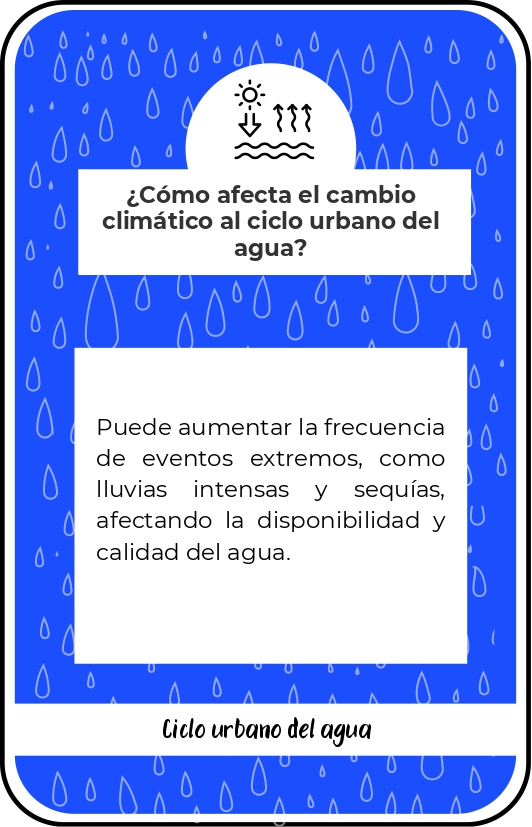 ¿Cómo afecta el cambio
climático al ciclo urbano del
agua?
Puede aumentar la frecuencia
de eventos extremos, como
lluvias intensas y sequías,
afectando la disponibilidad y
calidad del agua.
Ciclo urbano del agua